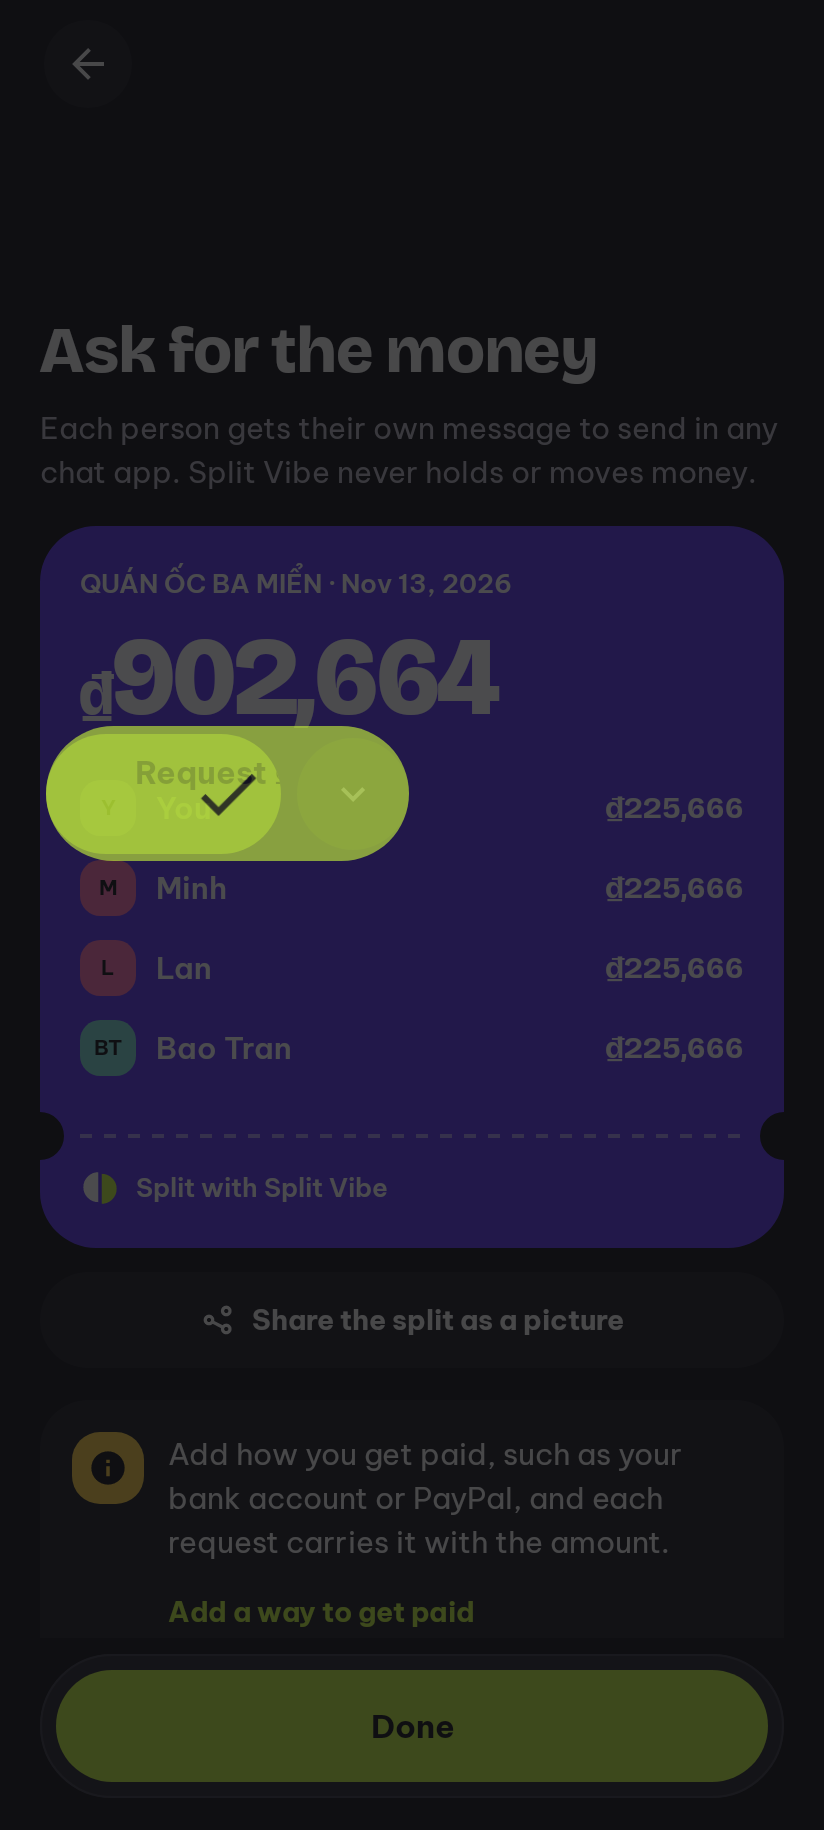 Ask for the money
Each person gets their own message to send in any
chat app. Split Vibe never holds or moves money.
QUÁN ỐC BA MIỂN · Nov 13, 2026
₫902,664
Request
Y You ₫225,666
M Minh ₫225,666
L Lan ₫225,666
BT Bao Tran ₫225,666
Split with Split Vibe
Share the split as a picture
Add how you get paid, such as your
bank account or PayPal, and each
request carries it with the amount.
Add a way to get paid
Done